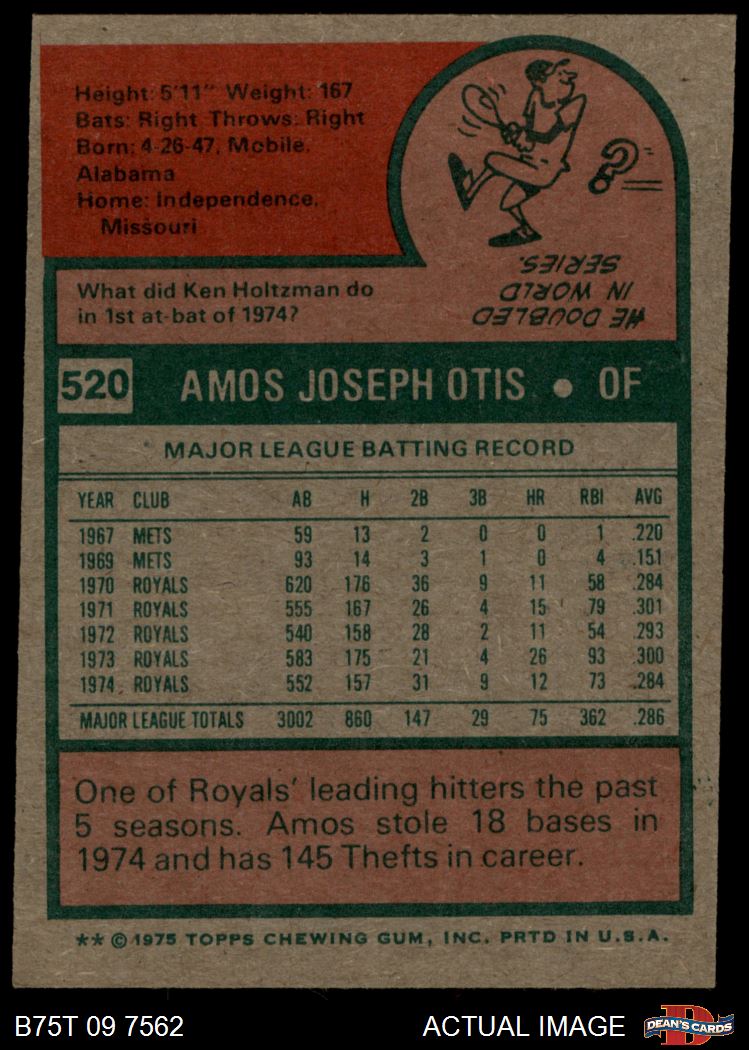 Height: 5'11" Weight: 167
Bats: Right Throws: Right
Born: 4-26-47, Mobile,
Alabama
Home: Independence,
Missouri
?
What did Ken Holtzman do
in 1st at-bat of 1974?
HE DOUBLED
IN WORLD
SERIES.
520 AMOS JOSEPH OTIS • OF
MAJOR LEAGUE BATTING RECORD
YEAR CLUB AB H 2B 3B HR RBI AVG
1967 METS 59 13 2 0 0 1 .220
1969 METS 93 14 3 1 0 4 .151
1970 ROYALS 620 176 36 9 11 58 .284
1971 ROYALS 555 167 26 4 15 79 .301
1972 ROYALS 540 158 28 2 11 54 .293
1973 ROYALS 583 175 21 4 26 93 .300
1974 ROYALS 552 157 31 9 12 73 .284
MAJOR LEAGUE TOTALS 3002 860 147 29 75 362 .286
One of Royals' leading hitters the past
5 seasons. Amos stole 18 bases in
1974 and has 145 Thefts in career.
** © 1975 TOPPS CHEWING GUM, INC. PRTD IN U.S.A.
B75T 09 7562 ACTUAL IMAGE D DEAN'S CARDS